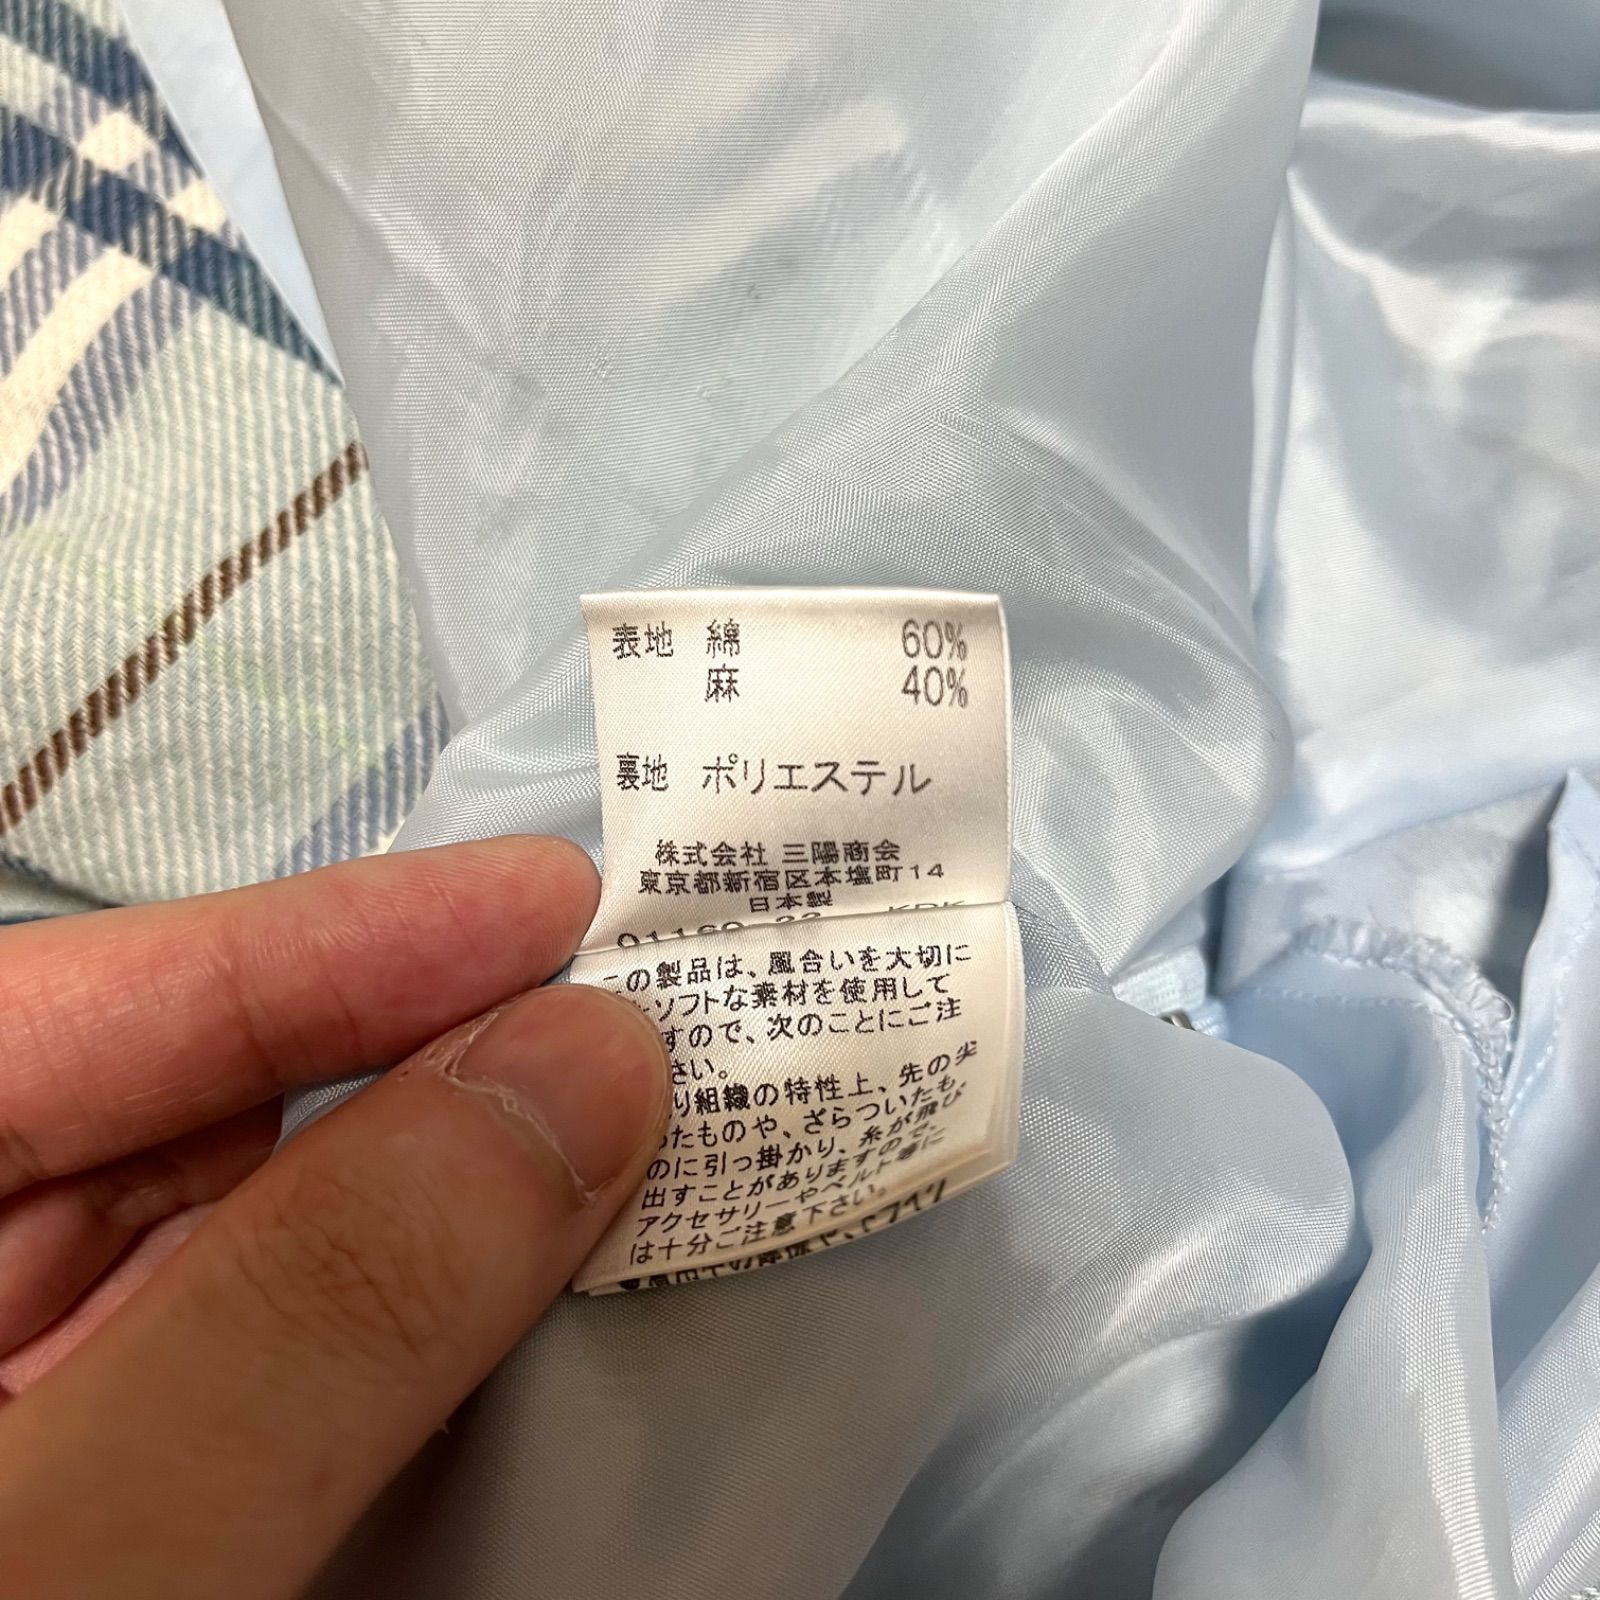 表地 綿 60%
麻 40%
裏地 ポリエステル
株式会社 三陽商会
東京都新宿区本塩町14
日本製
この製品は、風合いを大切に
ソフトな素材を使用して
すので、次のことにご注
さい。
り組織の特性上、先の尖
ったものや、ざらついたも
のに引っ掛かり、糸が飛び
出すことがありますので、
アクセサリーやベルト等に
は十分ご注意下さい。